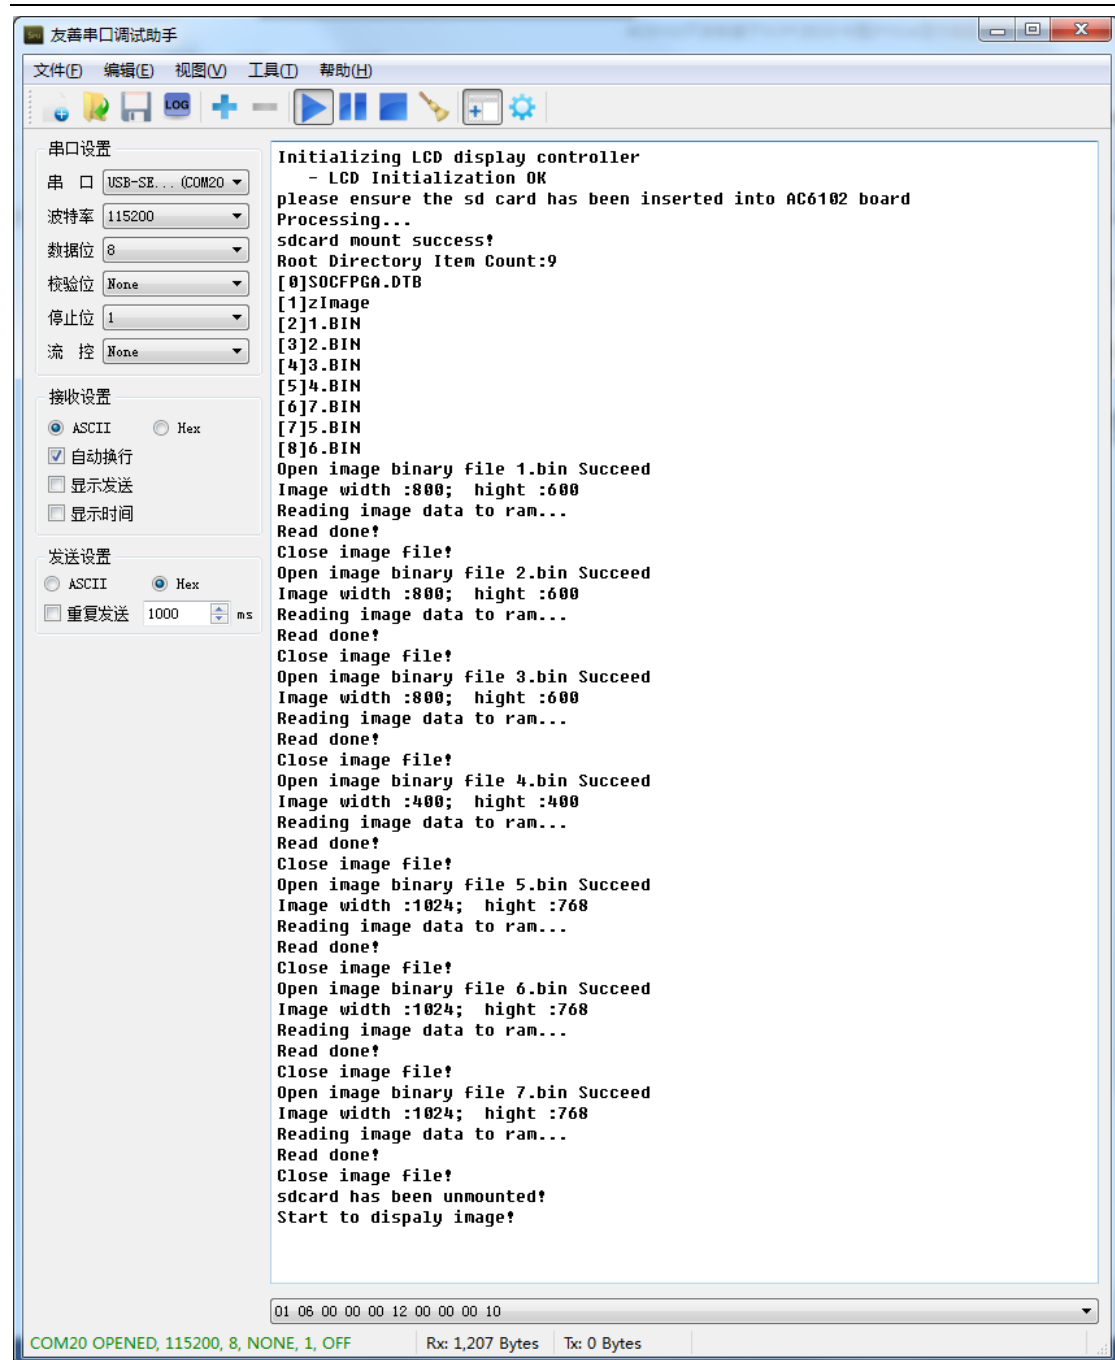 友善串口调试助手
文件(F) 编辑(E) 视图(V) 工具(T) 帮助(H)
LOG
串口设置
串 口 USB-SE... (COM20
波特率 115200
数据位 8
校验位 None
停止位 1
流 控 None
接收设置
ASCII Hex
自动换行
显示发送
显示时间
发送设置
ASCII Hex
重复发送 1000 ms
Initializing LCD display controller
- LCD Initialization OK
please ensure the sd card has been inserted into AC6102 board
Processing...
sdcard mount success!
Root Directory Item Count:9
[0]SOCFPGA.DTB
[1]zImage
[2]1.BIN
[3]2.BIN
[4]3.BIN
[5]4.BIN
[6]7.BIN
[7]5.BIN
[8]6.BIN
Open image binary file 1.bin Succeed
Image width :800; hight :600
Reading image data to ram...
Read done!
Close image file!
Open image binary file 2.bin Succeed
Image width :800; hight :600
Reading image data to ram...
Read done!
Close image file!
Open image binary file 3.bin Succeed
Image width :800; hight :600
Reading image data to ram...
Read done!
Close image file!
Open image binary file 4.bin Succeed
Image width :400; hight :400
Reading image data to ram...
Read done!
Close image file!
Open image binary file 5.bin Succeed
Image width :1024; hight :768
Reading image data to ram...
Read done!
Close image file!
Open image binary file 6.bin Succeed
Image width :1024; hight :768
Reading image data to ram...
Read done!
Close image file!
Open image binary file 7.bin Succeed
Image width :1024; hight :768
Reading image data to ram...
Read done!
Close image file!
sdcard has been unmounted!
Start to dispaly image!
01 06 00 00 00 12 00 00 00 10
COM20 OPENED, 115200, 8, NONE, 1, OFF Rx: 1,207 Bytes Tx: 0 Bytes